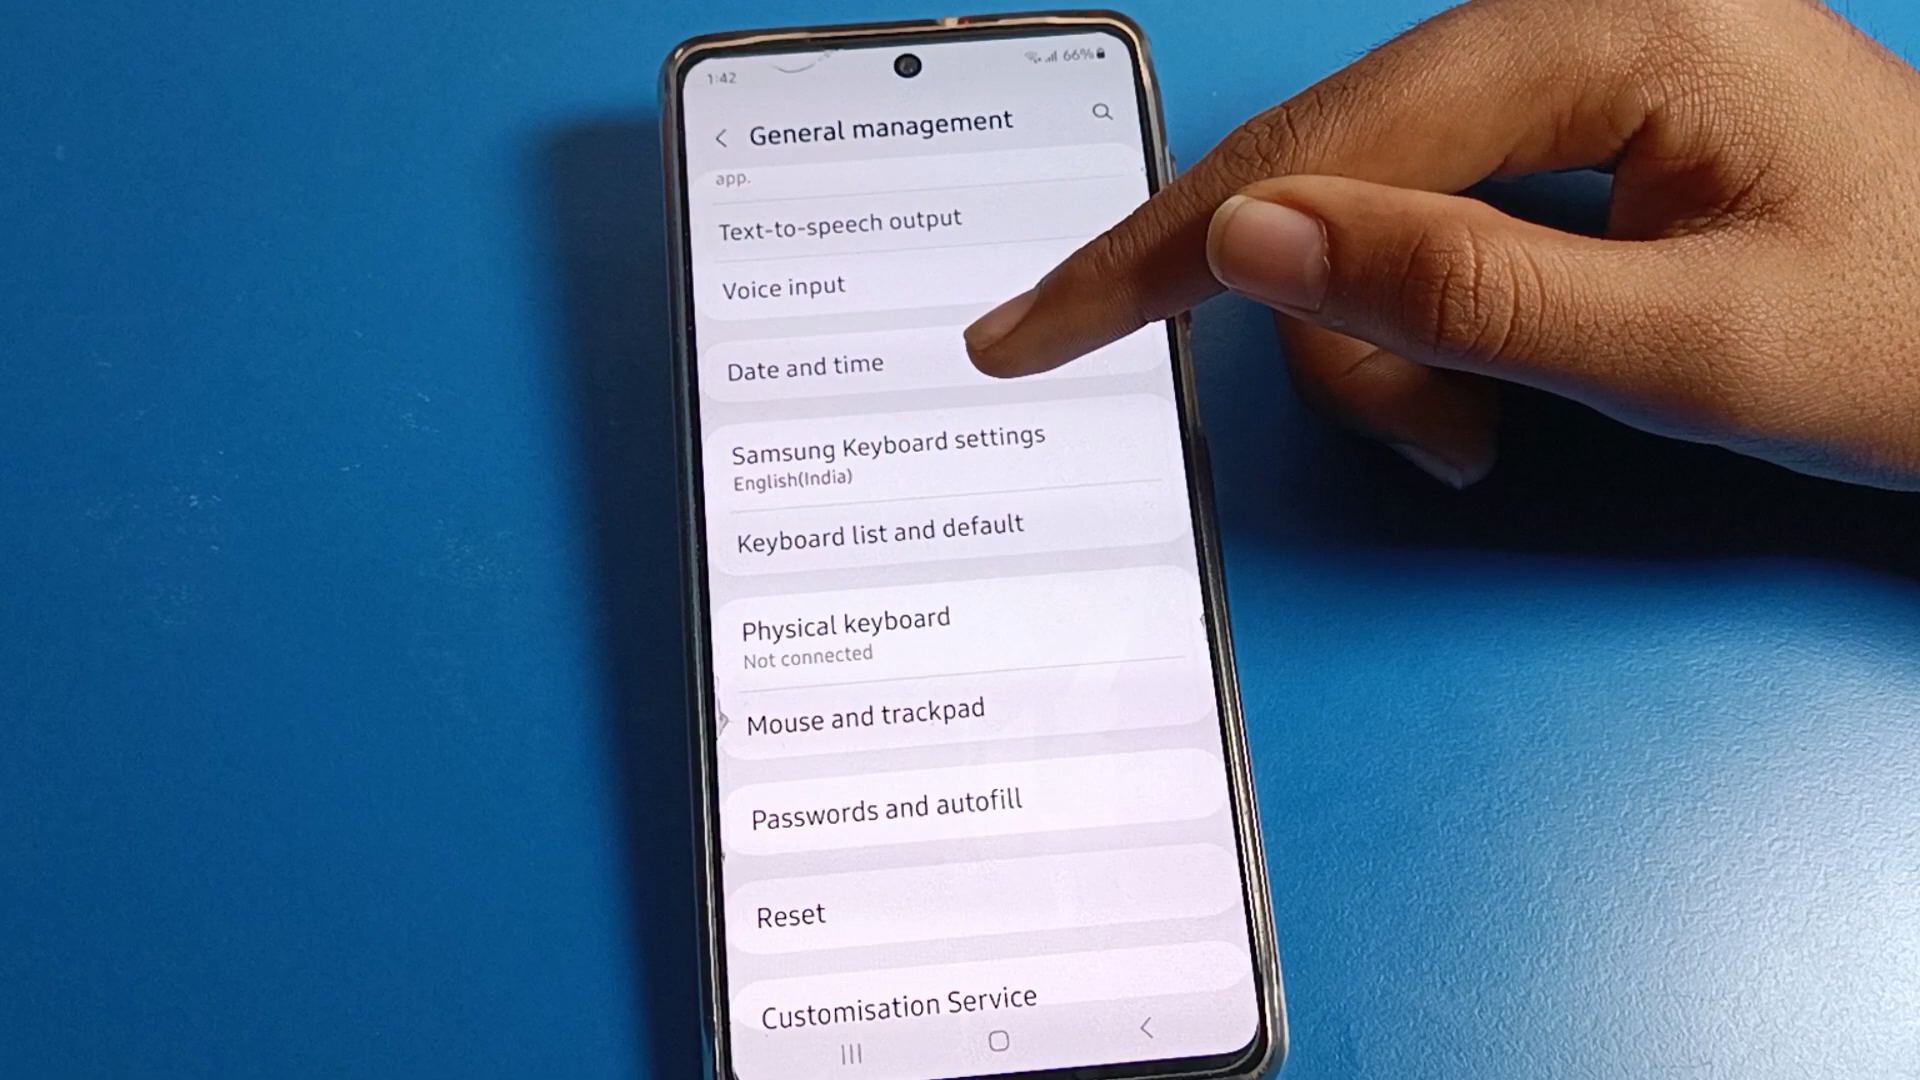 1:42
66%
General management
app.
Text-to-speech output
Voice input
Date and time
Samsung Keyboard settings
English(India)
Keyboard list and default
Physical keyboard
Not connected
Mouse and trackpad
Passwords and autofill
Reset
Customisation Service